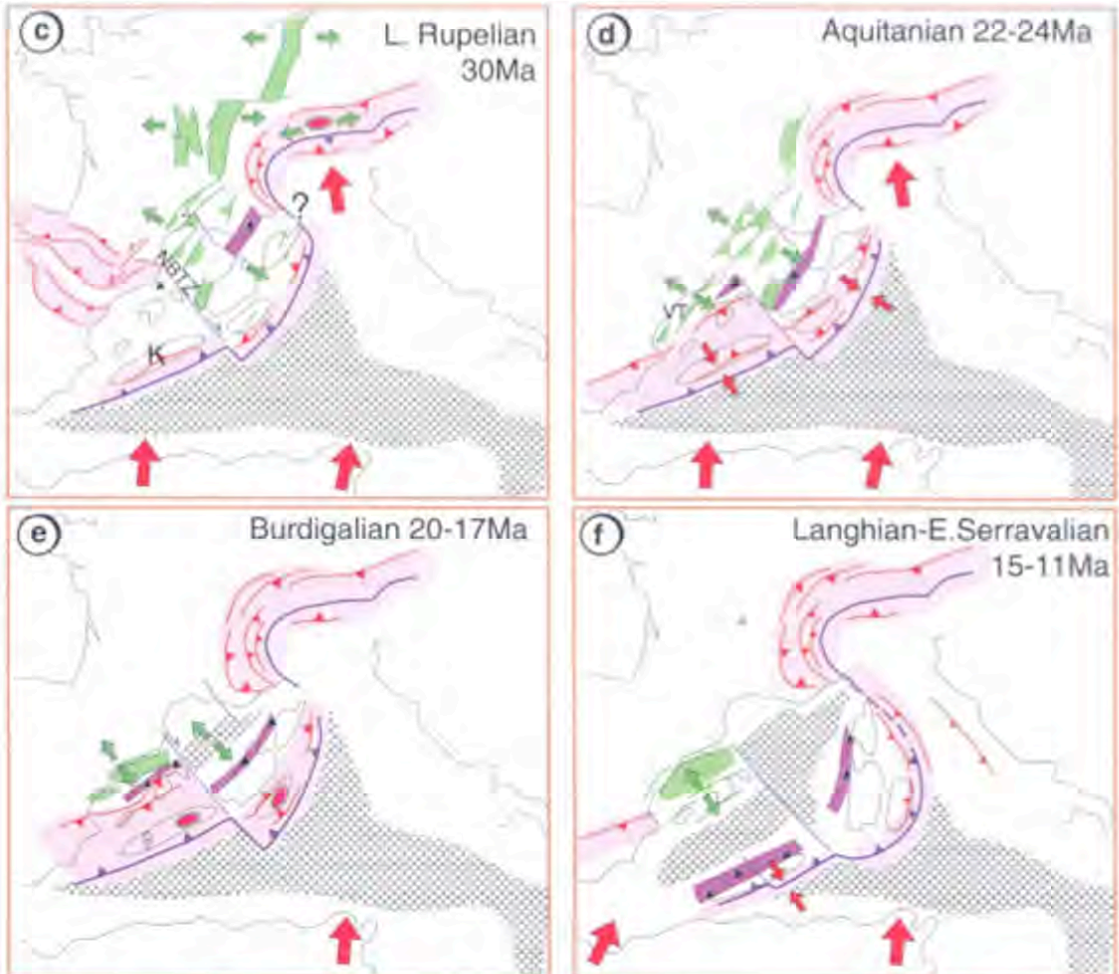 c
L. Rupelian
30Ma
?
NBTZ
K
d
Aquitanian 22-24Ma
VT
e
Burdigalian 20-17Ma
f
Langhian-E.Serravalian
15-11Ma